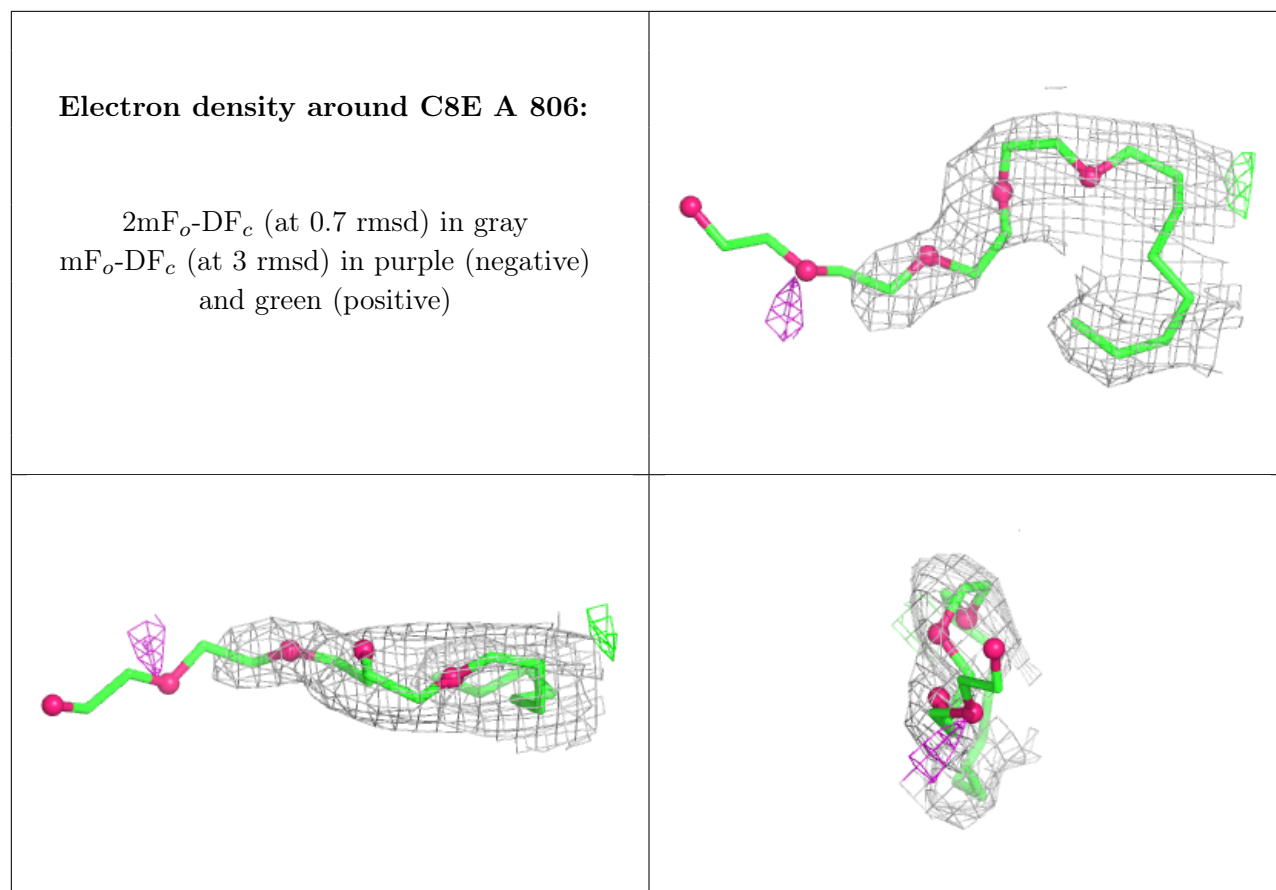 Electron density around C8E A 806:
2mFₒ-DF𝒸 (at 0.7 rmsd) in gray
mFₒ-DF𝒸 (at 3 rmsd) in purple (negative)
and green (positive)